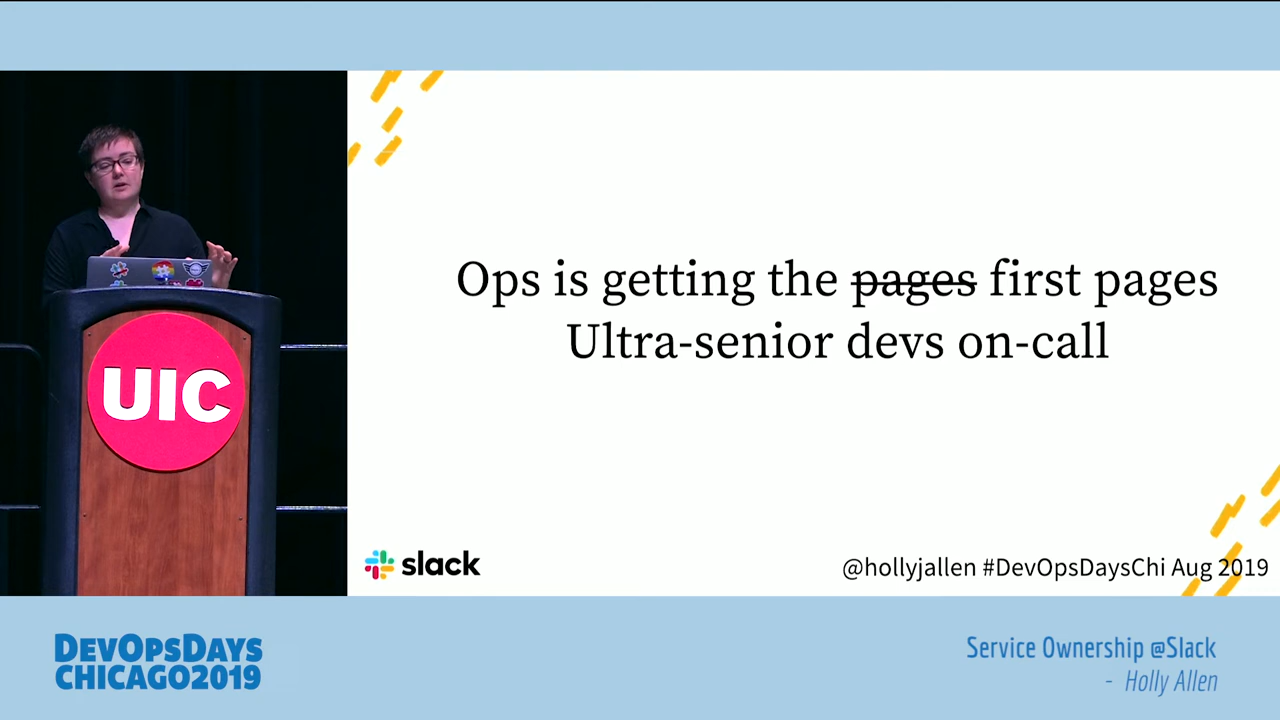 Ops is getting the pages first pages
Ultra-senior devs on-call
UIC
slack
@hollyjallen #DevOpsDaysChi Aug 2019
DEVOPSDAYS
CHICAGO2019
Service Ownership @Slack
- Holly Allen